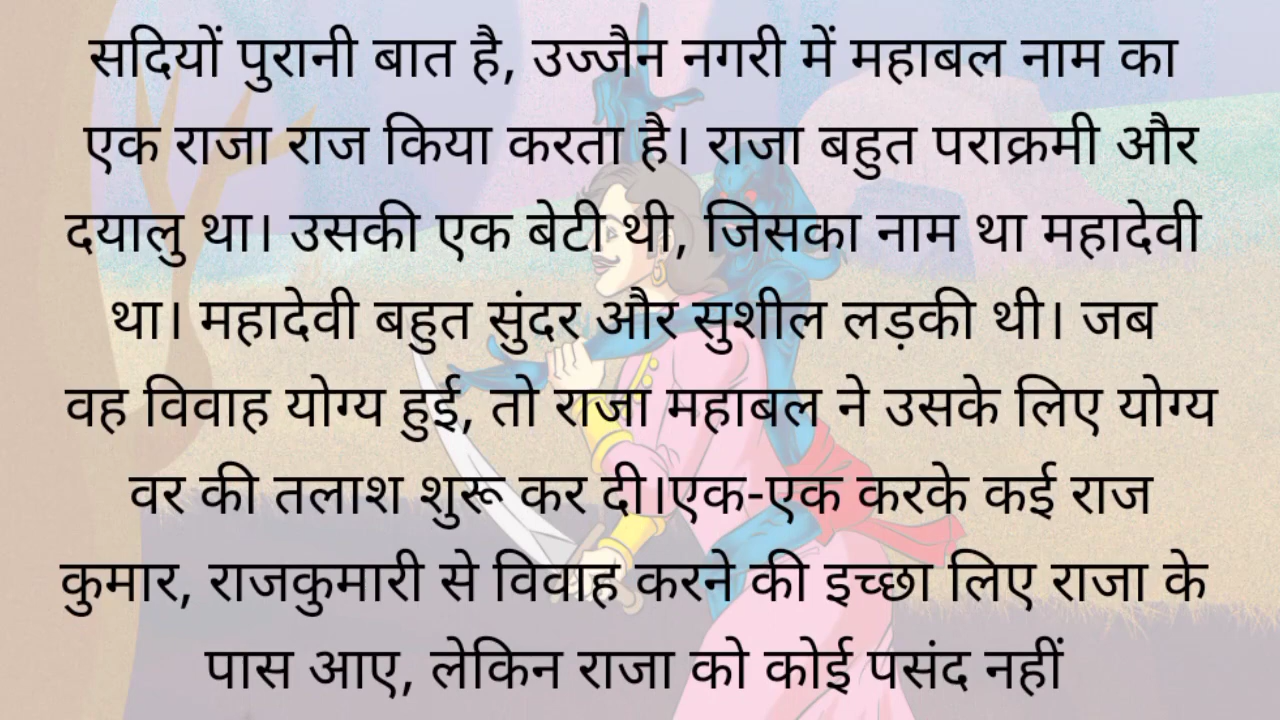 सदियों पुरानी बात है, उज्जैन नगरी में महाबल नाम का
एक राजा राज किया करता है। राजा बहुत पराक्रमी और
दयालु था। उसकी एक बेटी थी, जिसका नाम था महादेवी
था। महादेवी बहुत सुंदर और सुशील लड़की थी। जब
वह विवाह योग्य हुई, तो राजा महाबल ने उसके लिए योग्य
वर की तलाश शुरू कर दी।एक-एक करके कई राज
कुमार, राजकुमारी से विवाह करने की इच्छा लिए राजा के
पास आए, लेकिन राजा को कोई पसंद नहीं